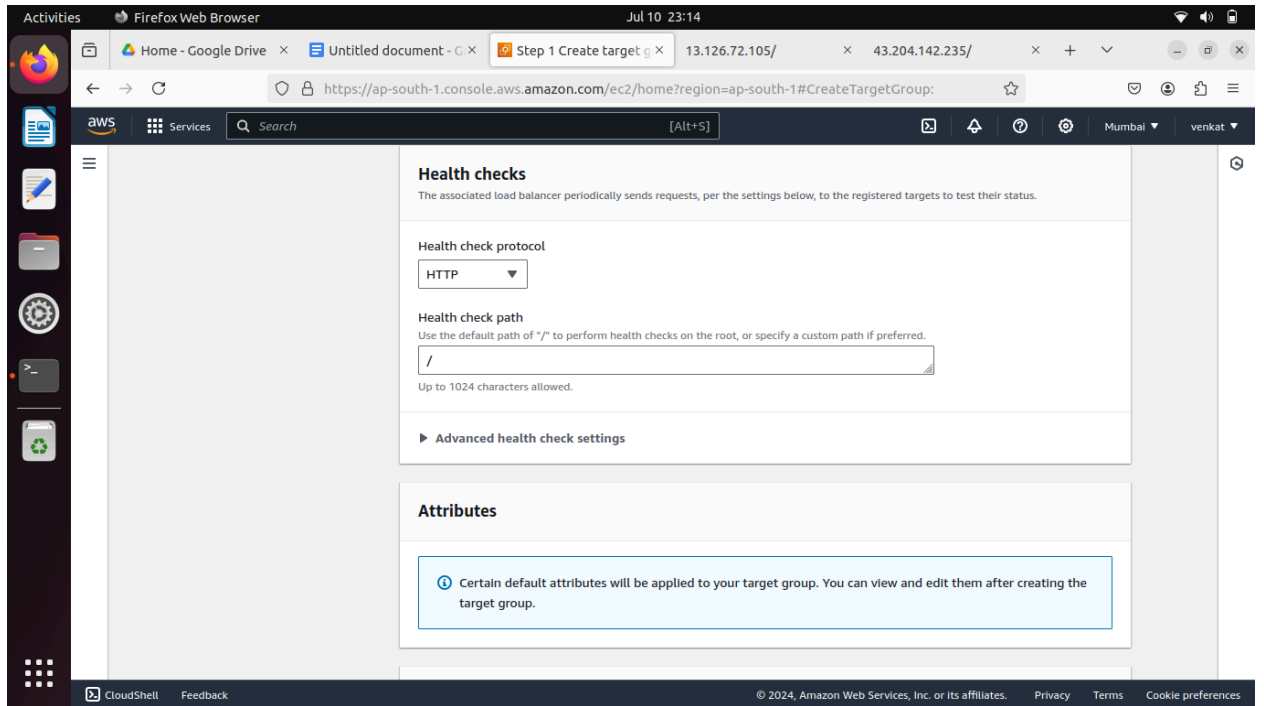 Activities Firefox Web Browser Jul 10 23:14
Home - Google Drive × Untitled document - G × Step 1 Create target g × 13.126.72.105/ × 43.204.142.235/ × +
https://ap-south-1.console.aws.amazon.com/ec2/home?region=ap-south-1#CreateTargetGroup:
aws Services Search [Alt+S] Mumbai ▼ venkat ▼
Health checks
The associated load balancer periodically sends requests, per the settings below, to the registered targets to test their status.
Health check protocol
HTTP ▼
Health check path
Use the default path of "/" to perform health checks on the root, or specify a custom path if preferred.
/
Up to 1024 characters allowed.
▶ Advanced health check settings
Attributes
Certain default attributes will be applied to your target group. You can view and edit them after creating the
target group.
CloudShell Feedback © 2024, Amazon Web Services, Inc. or its affiliates. Privacy Terms Cookie preferences